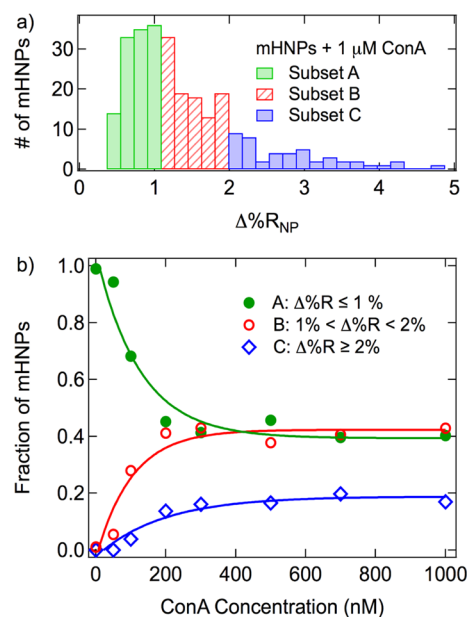 a)
mHNPs + 1 μM ConA
Subset A
Subset B
Subset C
# of mHNPs
30
20
10
0
0 1 2 3 4 5
Δ%R_NP
b)
A: Δ%R ≤ 1 %
B: 1% < Δ%R < 2%
C: Δ%R ≥ 2%
Fraction of mHNPs
1.0
0.8
0.6
0.4
0.2
0.0
0 200 400 600 800 1000
ConA Concentration (nM)